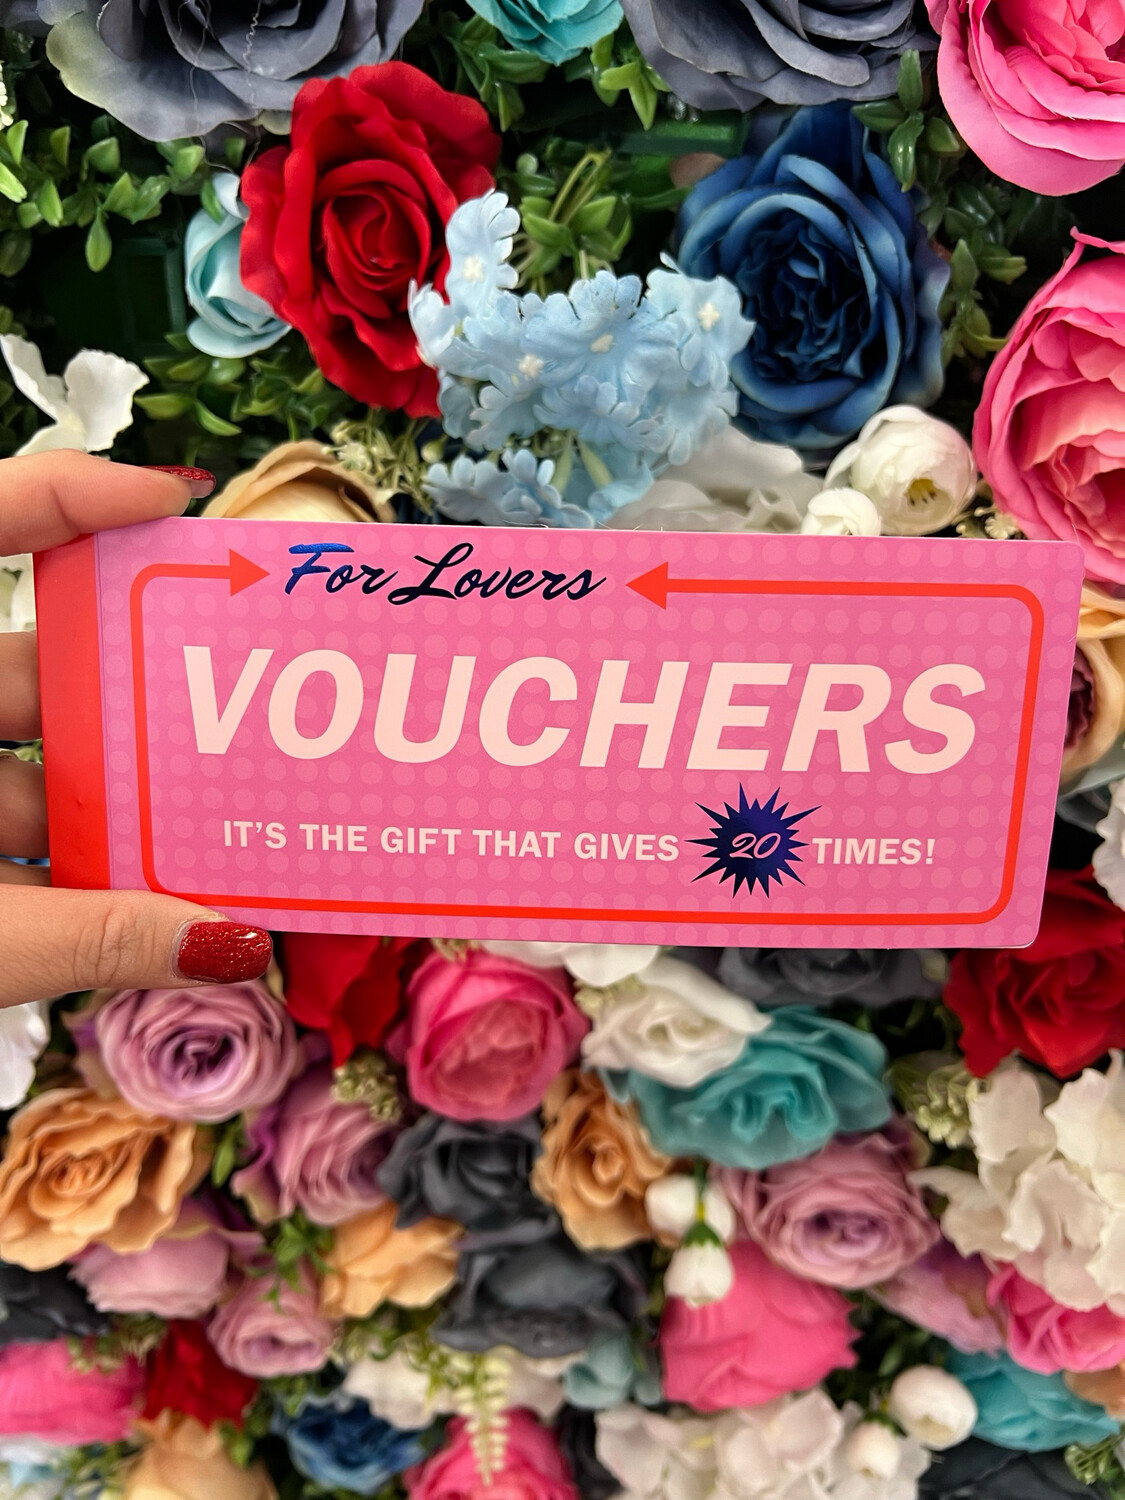 For Lovers
VOUCHERS
IT'S THE GIFT THAT GIVES 20 TIMES!